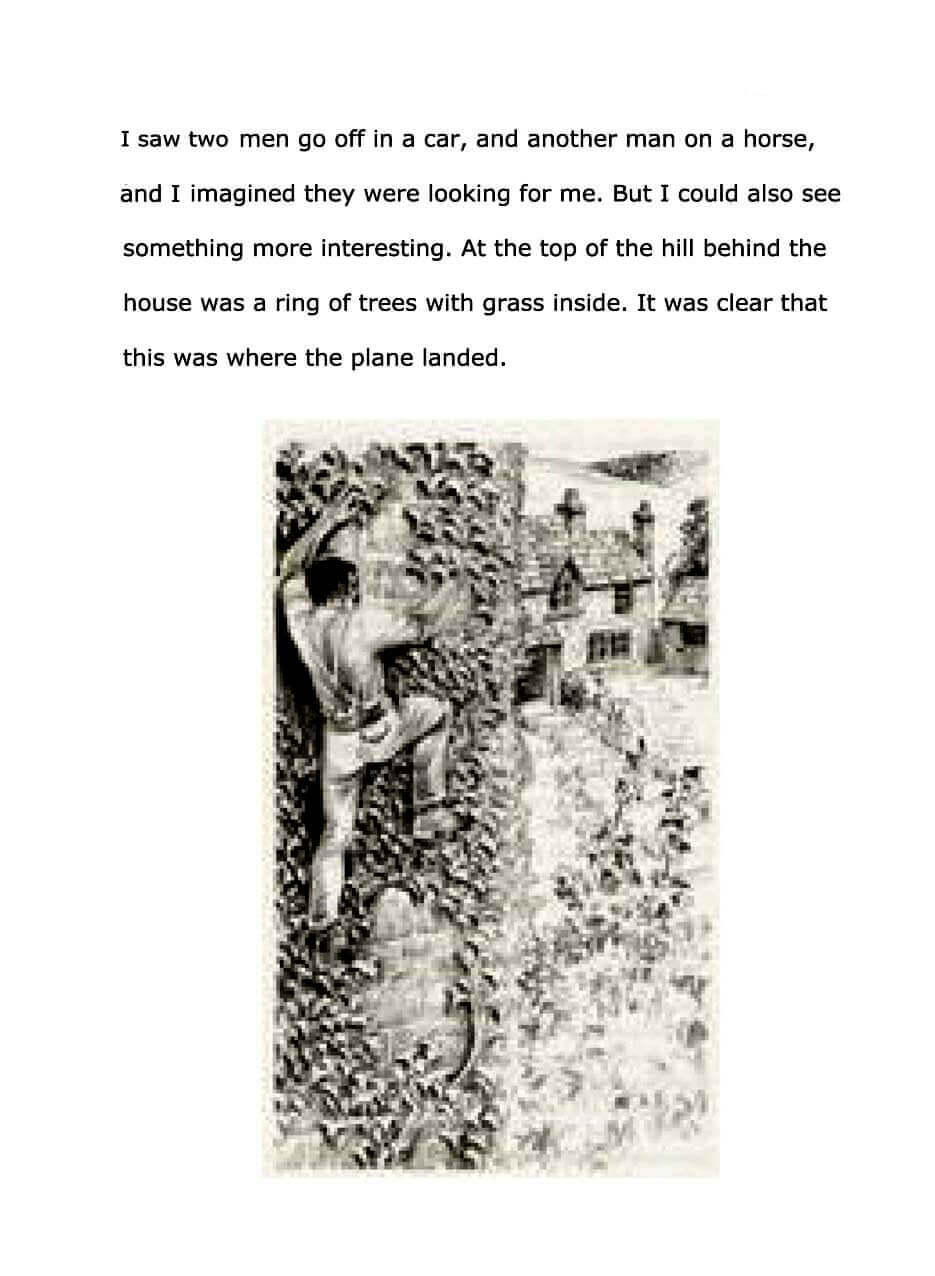 I saw two men go off in a car, and another man on a horse,
and I imagined they were looking for me. But I could also see
something more interesting. At the top of the hill behind the
house was a ring of trees with grass inside. It was clear that
this was where the plane landed.